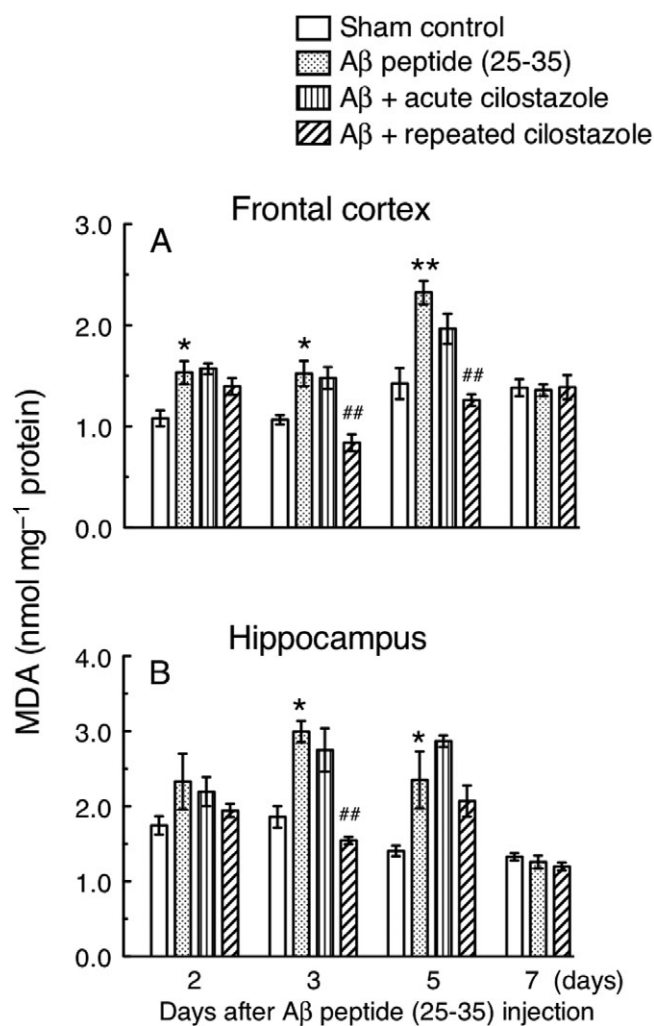 Sham control
Aβ peptide (25-35)
Aβ + acute cilostazole
Aβ + repeated cilostazole
Frontal cortex
A
3.0
2.0
1.0
0.0
*
*
##
**
##
MDA (nmol mg⁻¹ protein)
Hippocampus
B
4.0
3.0
2.0
1.0
0.0
*
##
*
2 3 5 7 (days)
Days after Aβ peptide (25-35) injection